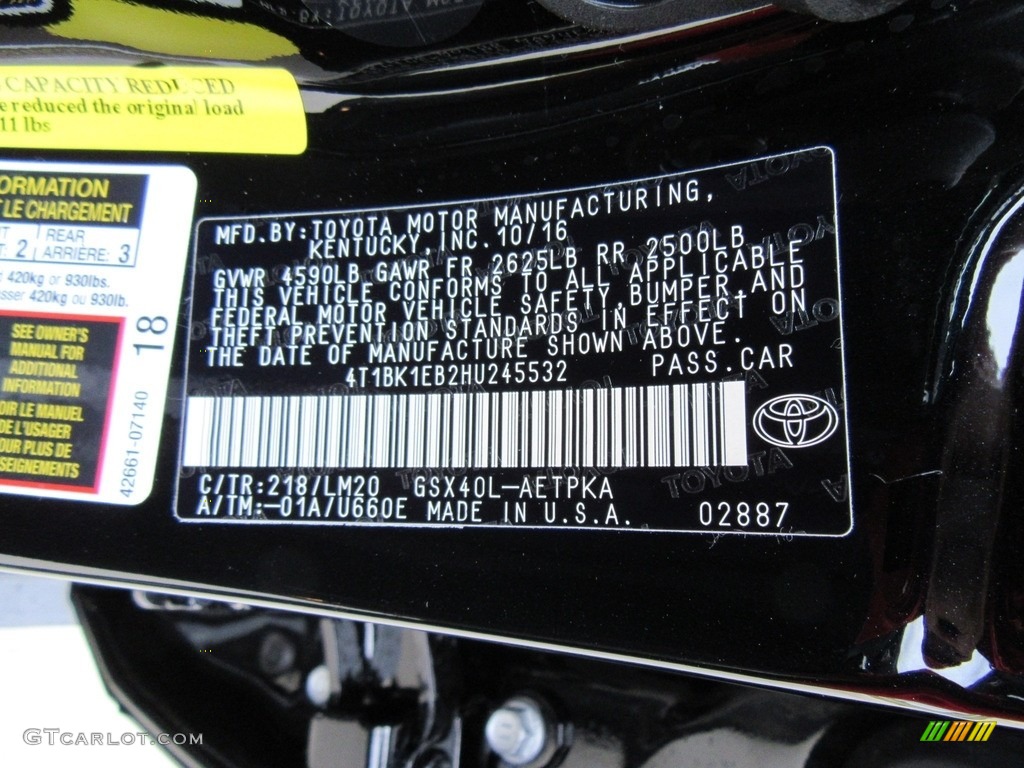 CAPACITY REDUCED
e reduced the original load
11 lbs
ORMATION
T LE CHARGEMENT
2 REAR
ARRIÈRE: 3
420kg or 930lbs.
sser 420kg ou 930lb.
SEE OWNER'S
MANUAL FOR
ADDITIONAL
INFORMATION
OIR LE MANUEL
DE L'USAGER
OUR PLUS DE
SEIGNEMENTS
42661-07140 18
MFD.BY:TOYOTA MOTOR MANUFACTURING,
KENTUCKY,INC.10/16
GVWR 4590LB GAWR FR 2625LB RR 2500LB
THIS VEHICLE CONFORMS TO ALL APPLICABLE
FEDERAL MOTOR VEHICLE SAFETY,BUMPER,AND
THEFT PREVENTION STANDARDS IN EFFECT ON
THE DATE OF MANUFACTURE SHOWN ABOVE.
4T1BK1EB2HU245532 PASS.CAR
C/TR:218/LM20 GSX40L-AETPKA
A/TM:-01A/U660E MADE IN U.S.A. 02887
TOYOTA
GTCARLOT.COM